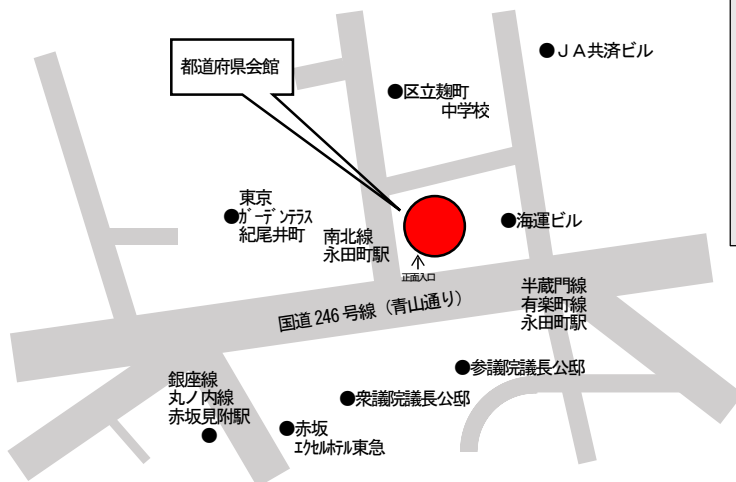 都道府県会館
●JA共済ビル
●区立麹町
中学校
東京
●ガーデンテラス
紀尾井町
南北線
永田町駅
●海運ビル
正面入口
国道246号線（青山通り）
半蔵門線
有楽町線
永田町駅
●参議院議長公邸
銀座線
丸ノ内線
赤坂見附駅
●衆議院議長公邸
●赤坂
エクセルホテル東急